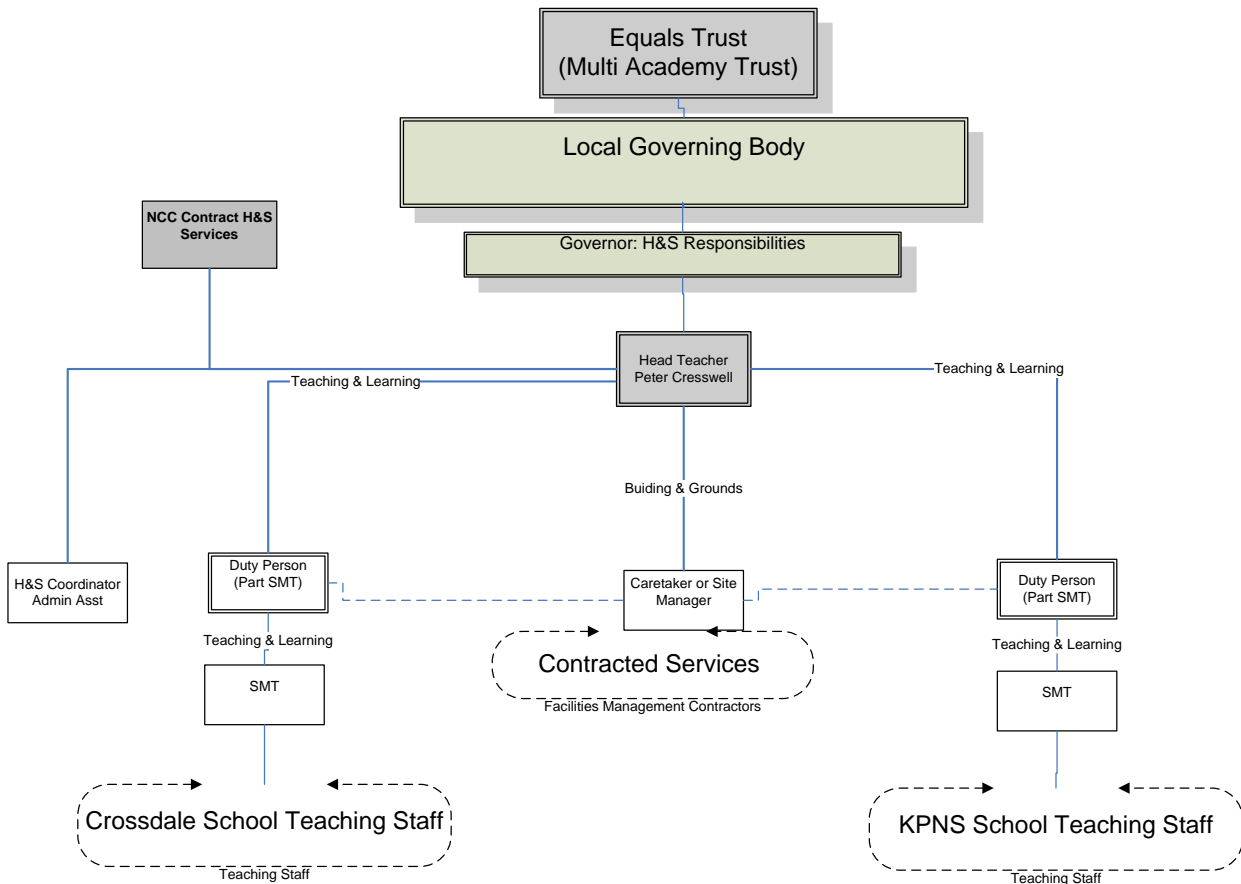 Equals Trust
(Multi Academy Trust)
Local Governing Body
NCC Contract H&S
Services
Governor: H&S Responsibilities
Head Teacher
Peter Cresswell
Teaching & Learning
Teaching & Learning
Buiding & Grounds
H&S Coordinator
Admin Asst
Duty Person
(Part SMT)
Caretaker or Site
Manager
Duty Person
(Part SMT)
Teaching & Learning
Teaching & Learning
SMT
Contracted Services
Facilities Management Contractors
SMT
Crossdale School Teaching Staff
Teaching Staff
KPNS School Teaching Staff
Teaching Staff